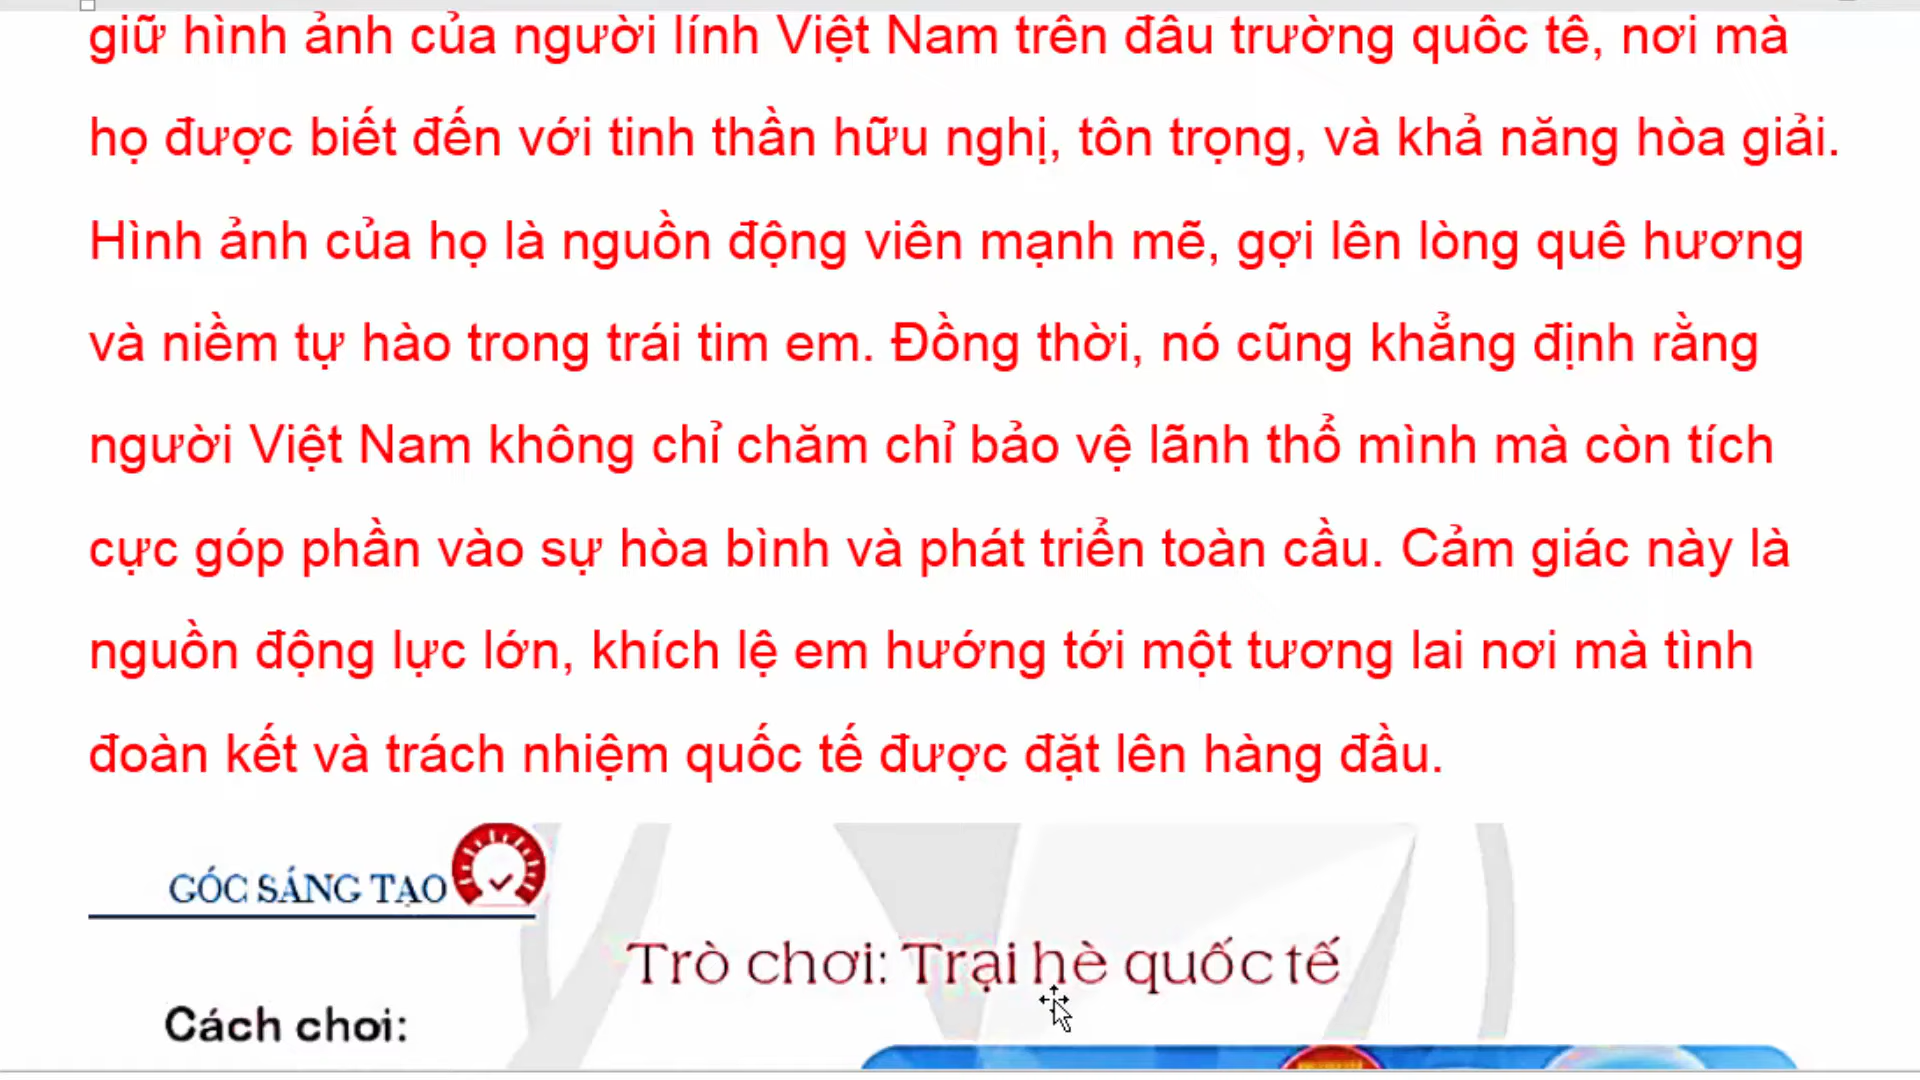 giữ hình ảnh của người lính Việt Nam trên đấu trường quốc tế, nơi mà
họ được biết đến với tinh thần hữu nghị, tôn trọng, và khả năng hòa giải.
Hình ảnh của họ là nguồn động viên mạnh mẽ, gợi lên lòng quê hương
và niềm tự hào trong trái tim em. Đồng thời, nó cũng khẳng định rằng
người Việt Nam không chỉ chăm chỉ bảo vệ lãnh thổ mình mà còn tích
cực góp phần vào sự hòa bình và phát triển toàn cầu. Cảm giác này là
nguồn động lực lớn, khích lệ em hướng tới một tương lai nơi mà tình
đoàn kết và trách nhiệm quốc tế được đặt lên hàng đầu.
GÓC SÁNG TẠO
Trò chơi: Trại hè quốc tế
Cách chơi: